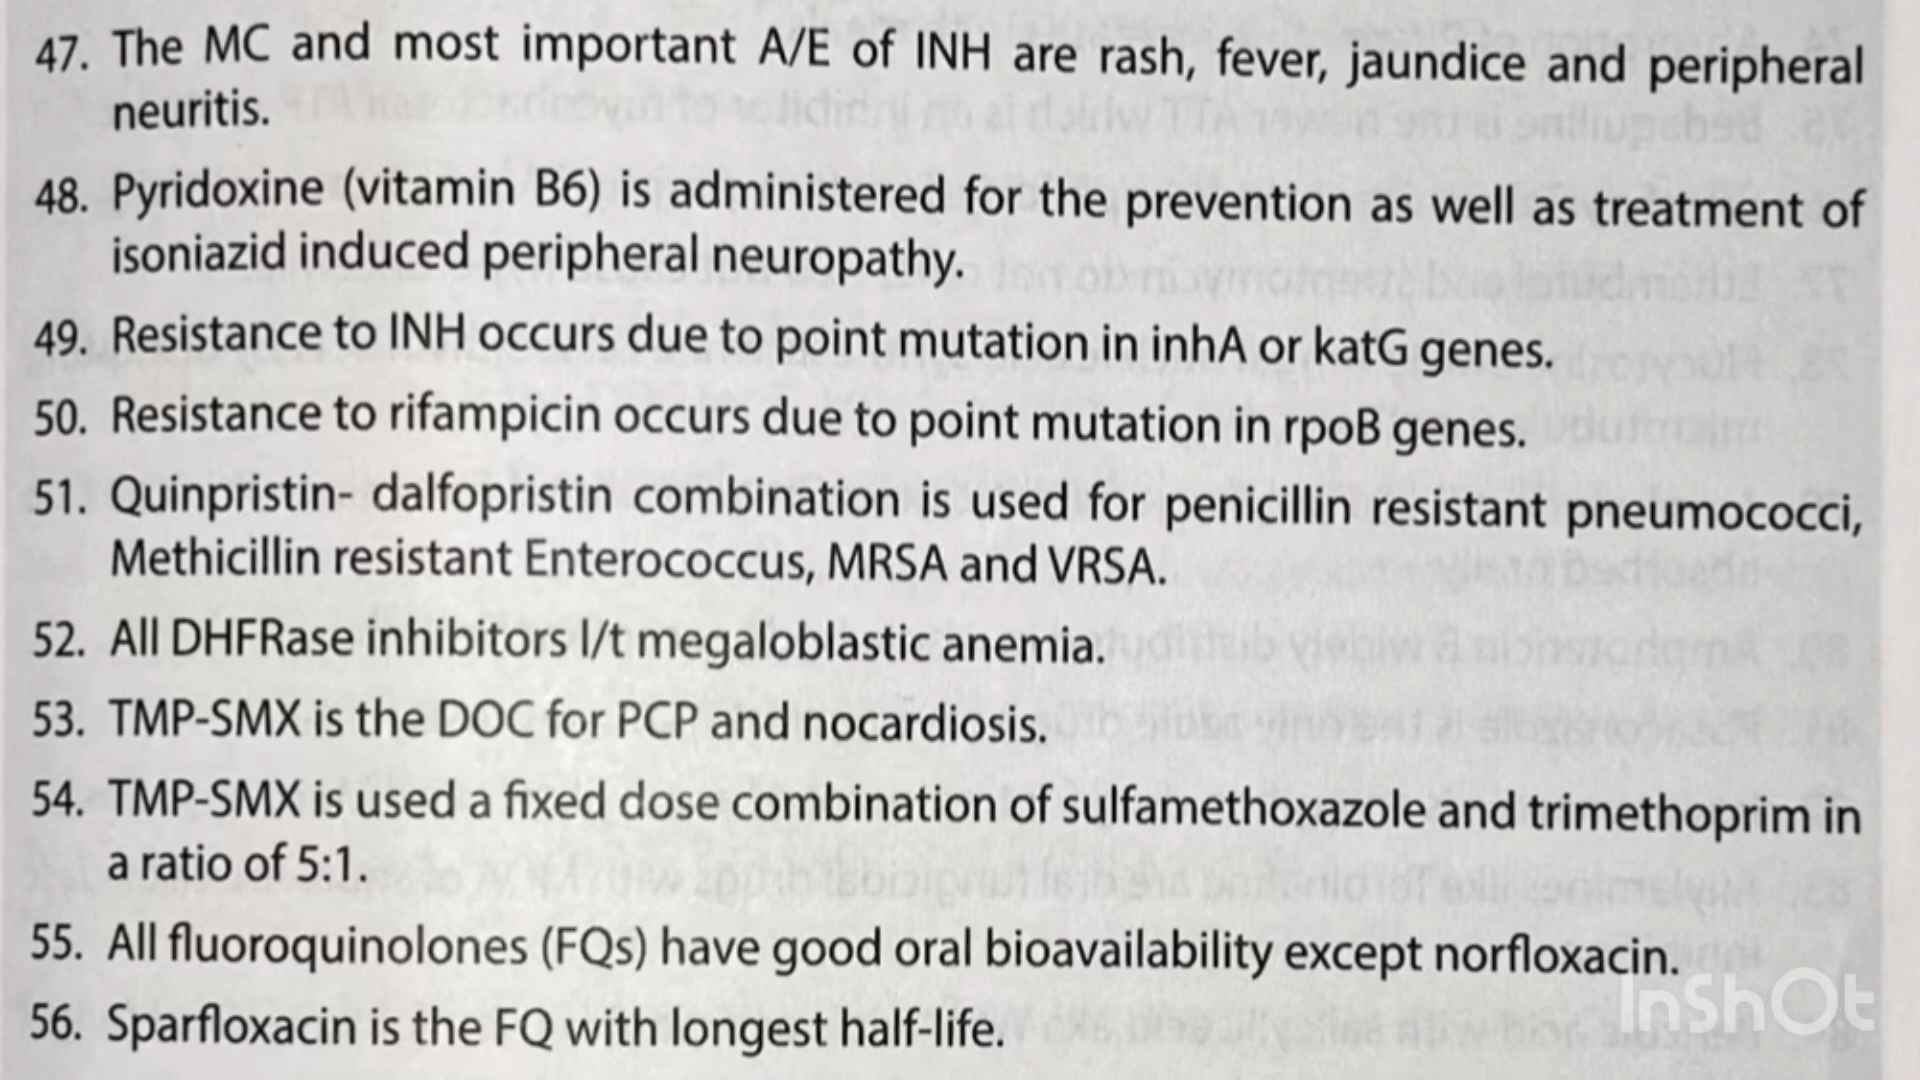 47. The MC and most important A/E of INH are rash, fever, jaundice and peripheral
neuritis.
48. Pyridoxine (vitamin B6) is administered for the prevention as well as treatment of
isoniazid induced peripheral neuropathy.
49. Resistance to INH occurs due to point mutation in inhA or katG genes.
50. Resistance to rifampicin occurs due to point mutation in rpoB genes.
51. Quinpristin- dalfopristin combination is used for penicillin resistant pneumococci,
Methicillin resistant Enterococcus, MRSA and VRSA.
52. All DHFRase inhibitors l/t megaloblastic anemia.
53. TMP-SMX is the DOC for PCP and nocardiosis.
54. TMP-SMX is used a fixed dose combination of sulfamethoxazole and trimethoprim in
a ratio of 5:1.
55. All fluoroquinolones (FQs) have good oral bioavailability except norfloxacin.
56. Sparfloxacin is the FQ with longest half-life.
InShOt